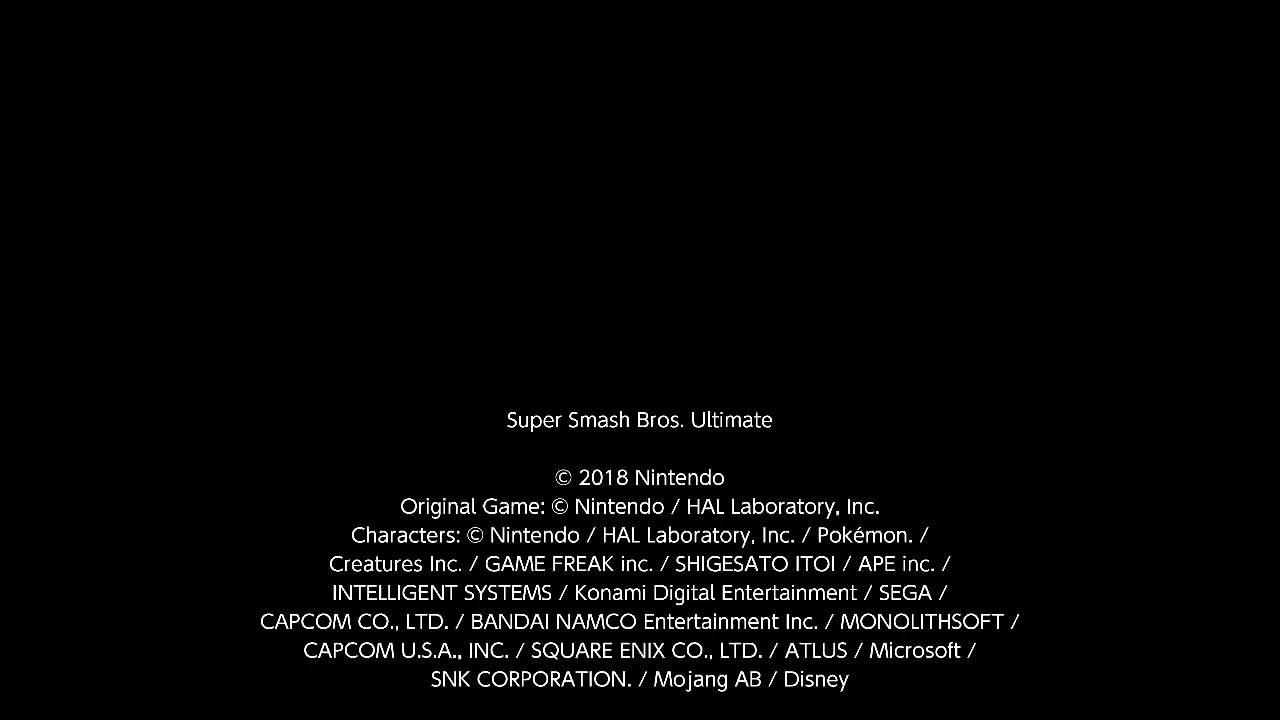 Super Smash Bros. Ultimate
© 2018 Nintendo
Original Game: © Nintendo / HAL Laboratory, Inc.
Characters: © Nintendo / HAL Laboratory, Inc. / Pokémon. /
Creatures Inc. / GAME FREAK inc. / SHIGESATO ITOI / APE inc. /
INTELLIGENT SYSTEMS / Konami Digital Entertainment / SEGA /
CAPCOM CO., LTD. / BANDAI NAMCO Entertainment Inc. / MONOLITHSOFT /
CAPCOM U.S.A., INC. / SQUARE ENIX CO., LTD. / ATLUS / Microsoft /
SNK CORPORATION. / Mojang AB / Disney